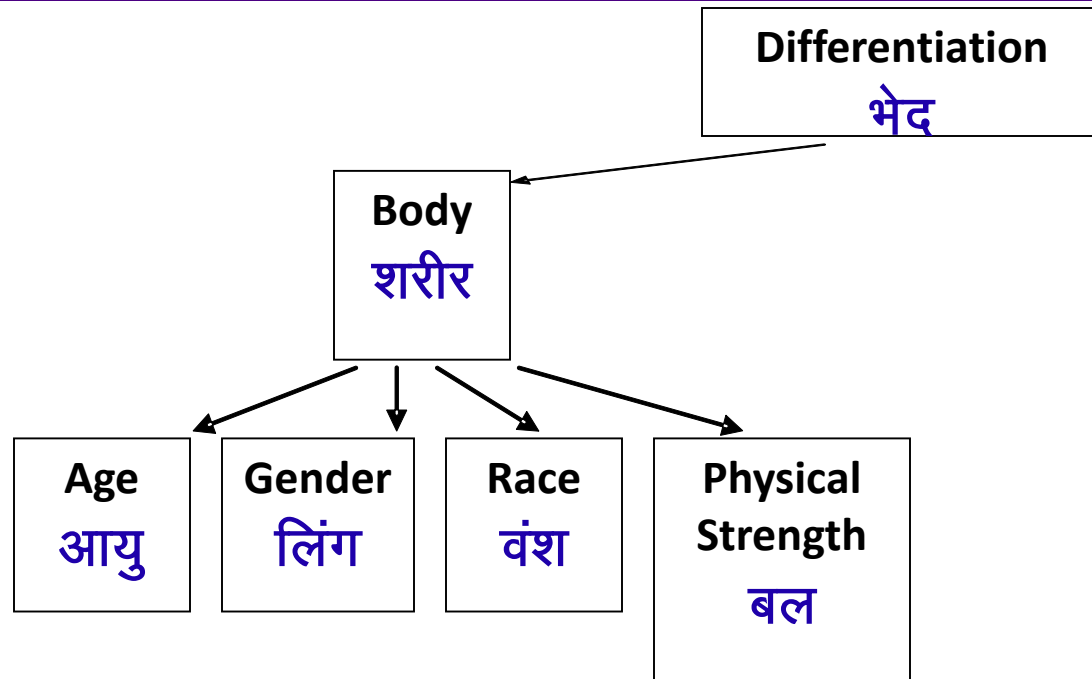 Differentiation
भेद
Body
शरीर
Age
आयु
Gender
लिंग
Race
वंश
Physical
Strength
बल